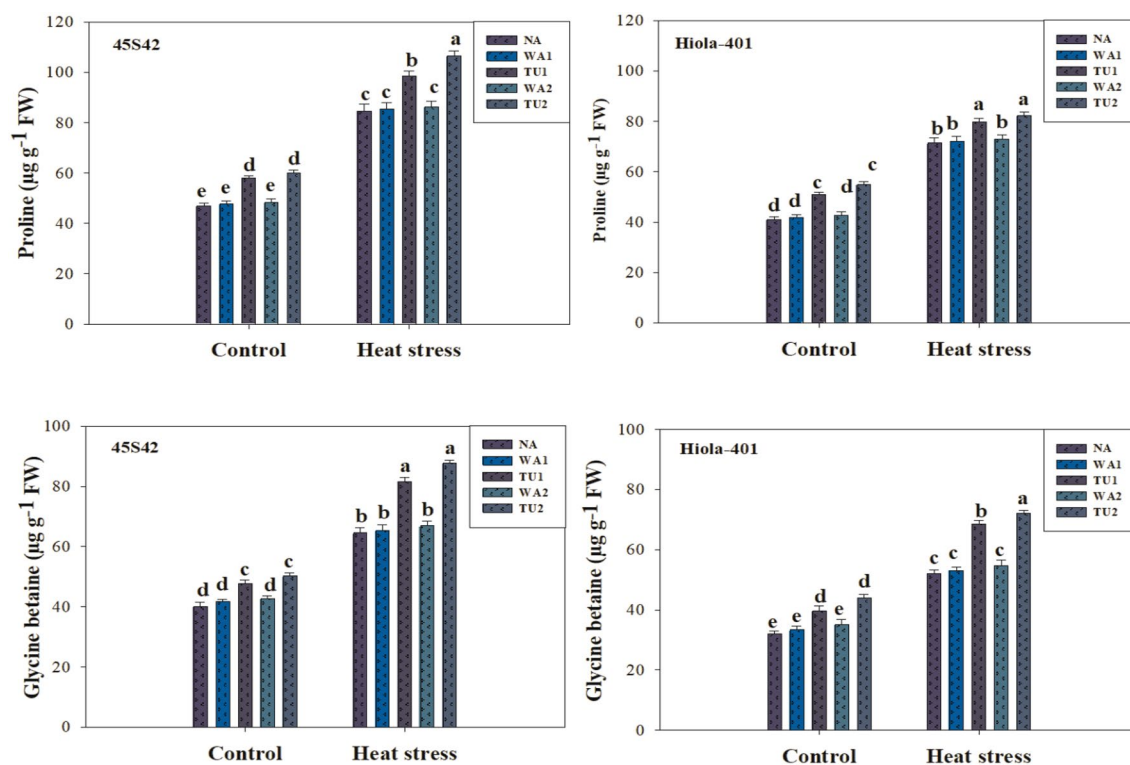 45S42
NA
WA1
TU1
WA2
TU2
Proline (µg g⁻¹ FW)
120
100
80
60
40
20
0
e e d e d
c c b c a
Control Heat stress
Hiola-401
NA
WA1
TU1
WA2
TU2
Proline (µg g⁻¹ FW)
120
100
80
60
40
20
0
d d c d c
b b a b a
Control Heat stress
45S42
NA
WA1
TU1
WA2
TU2
Glycine betaine (µg g⁻¹ FW)
100
80
60
40
20
0
d d c d c
b b a b a
Control Heat stress
Hiola-401
NA
WA1
TU1
WA2
TU2
Glycine betaine (µg g⁻¹ FW)
100
80
60
40
20
0
e e d e d
c c b c a
Control Heat stress